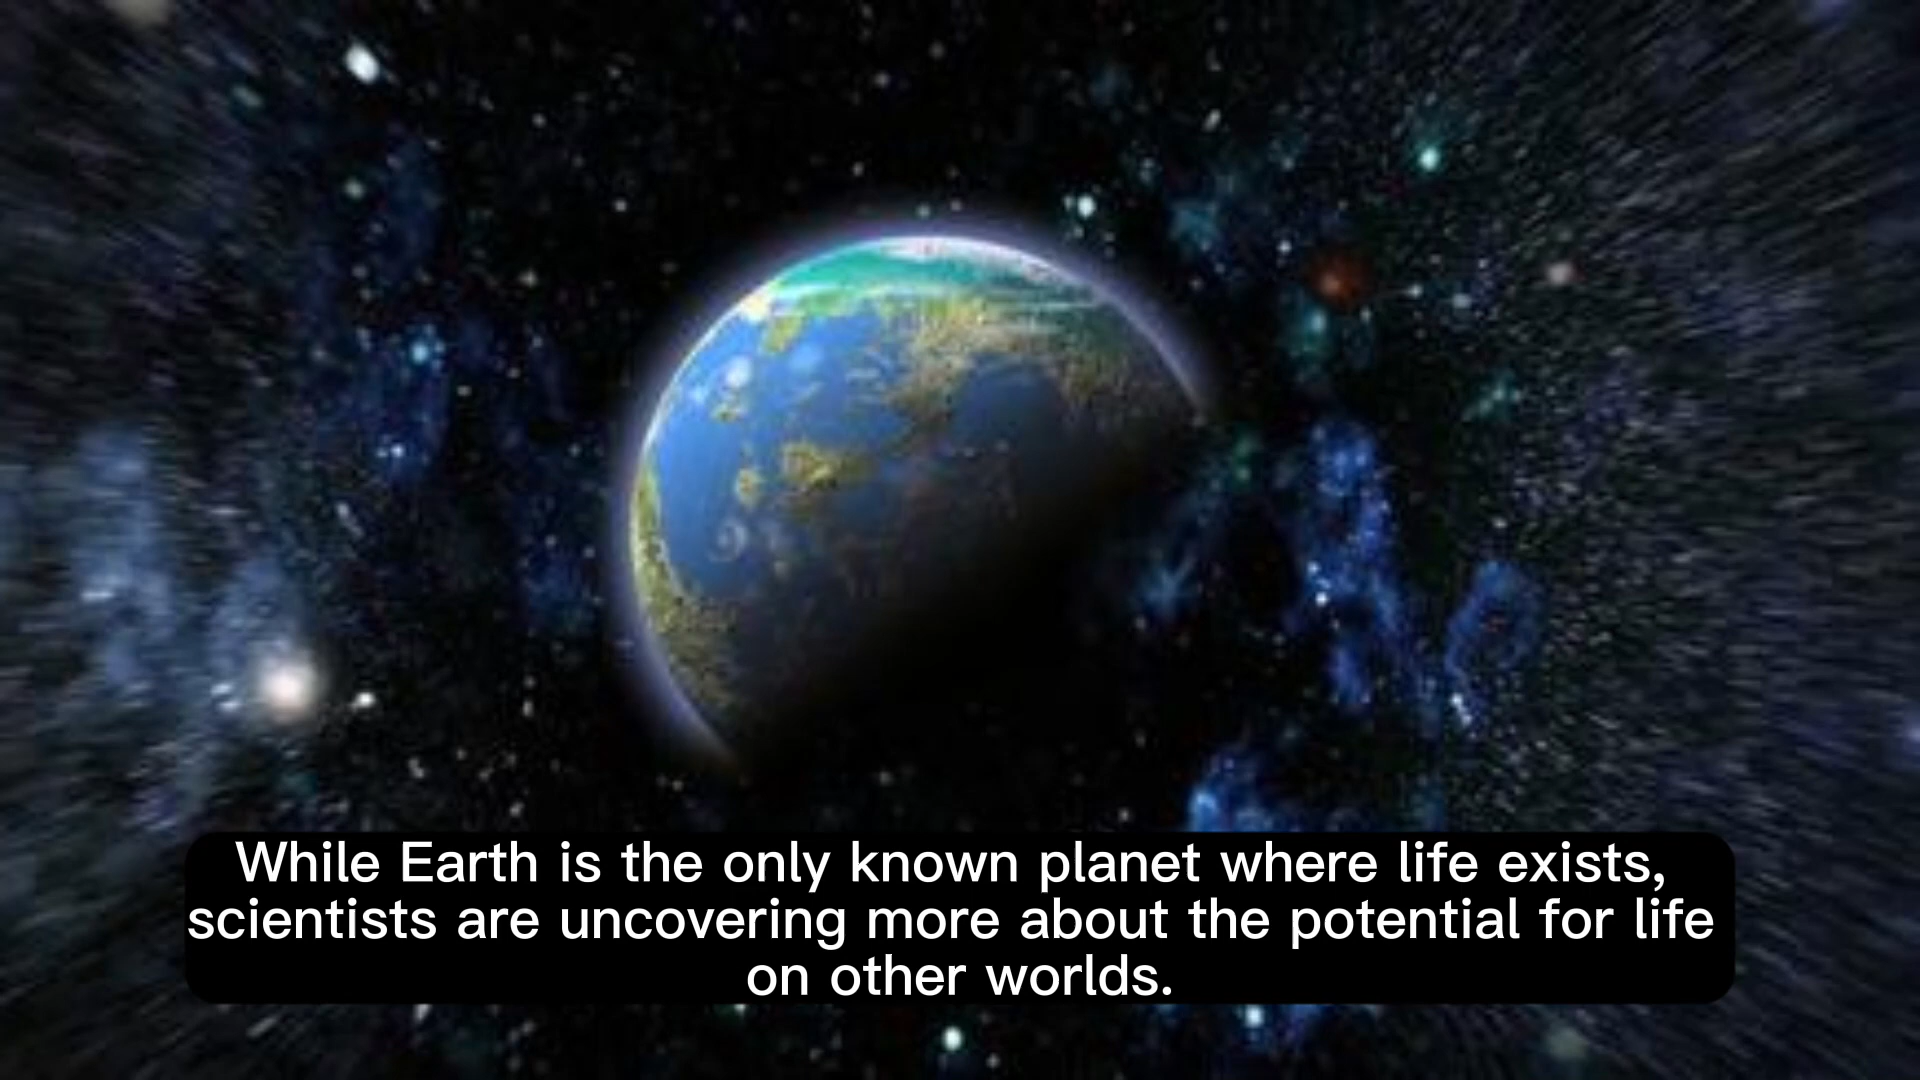 While Earth is the only known planet where life exists,
scientists are uncovering more about the potential for life
on other worlds.